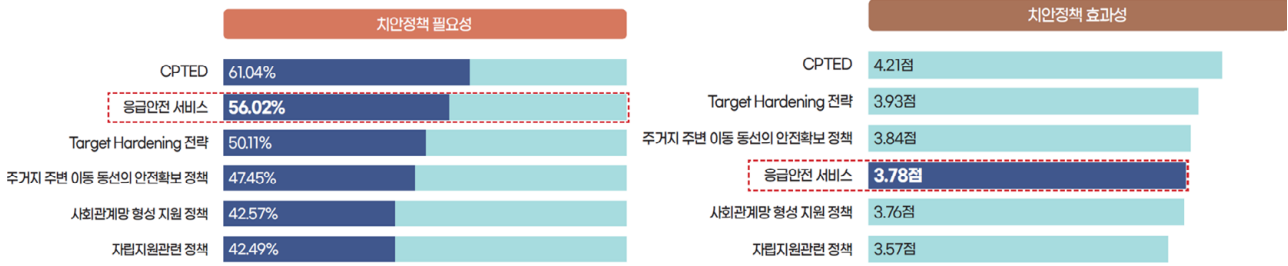 치안정책 필요성
CPTED 61.04%
응급안전 서비스 56.02%
Target Hardening 전략 50.11%
주거지 주변 이동 동선의 안전확보 정책 47.45%
사회관계망 형성 지원 정책 42.57%
자립지원관련 정책 42.49%
치안정책 효과성
CPTED 4.21점
Target Hardening 전략 3.93점
주거지 주변 이동 동선의 안전확보 정책 3.84점
응급안전 서비스 3.78점
사회관계망 형성 지원 정책 3.76점
자립지원관련 정책 3.57점